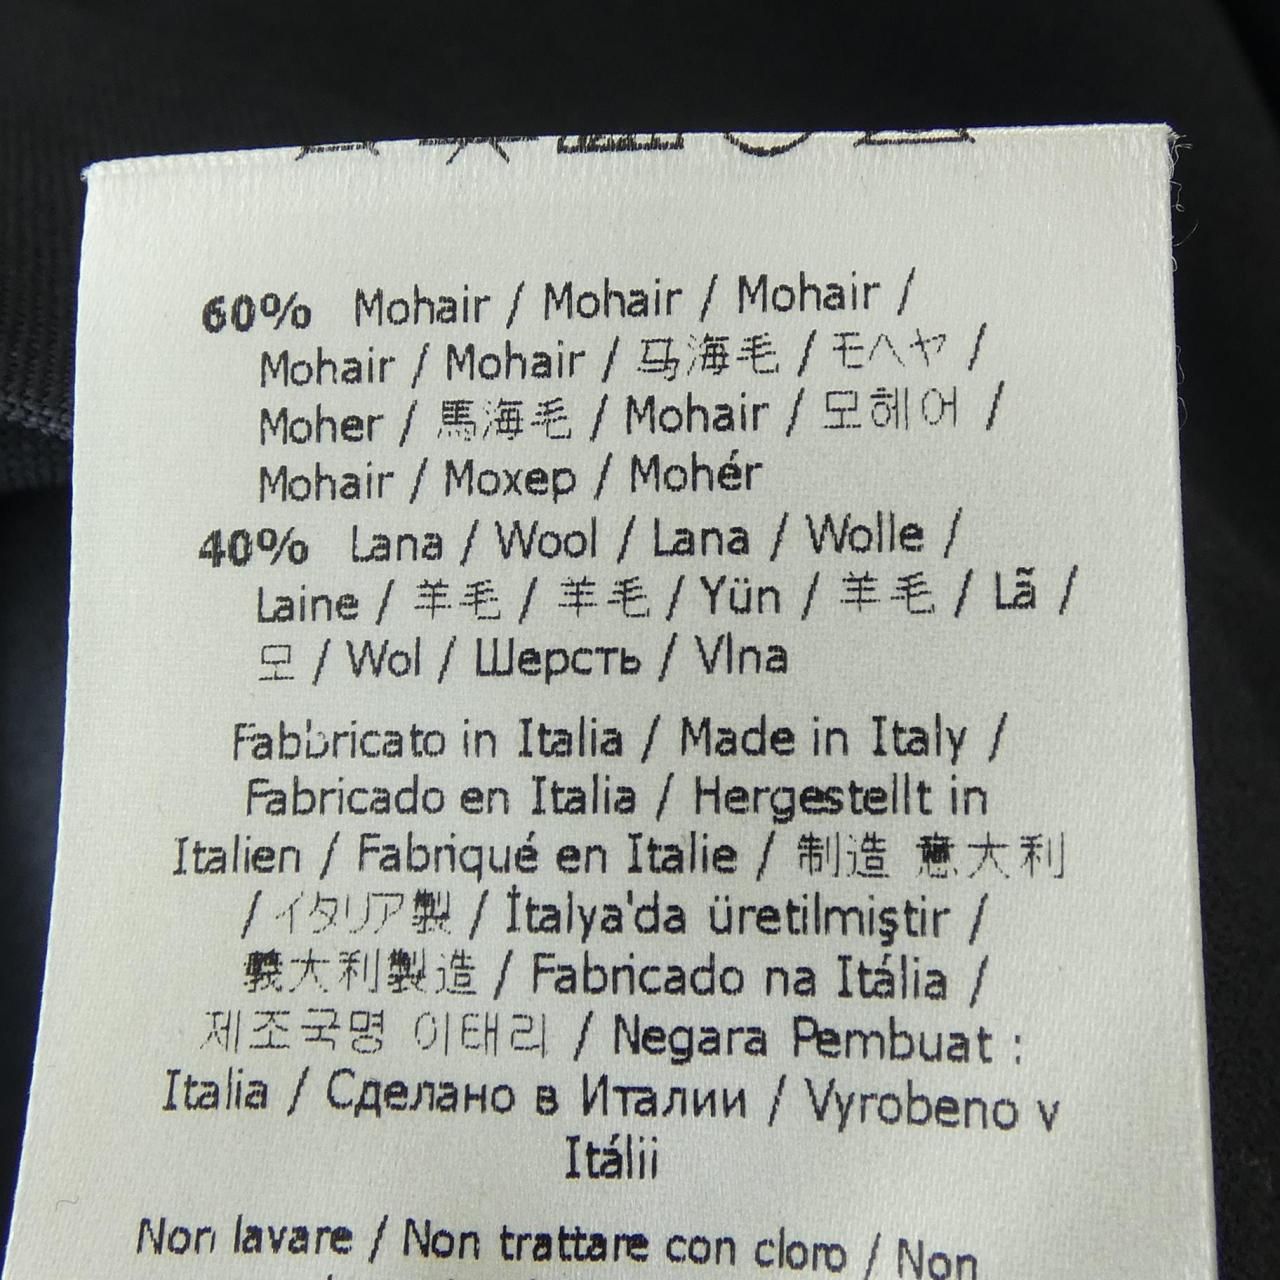 60% Mohair / Mohair / Mohair /
Mohair / Mohair / 马海毛 / モヘヤ /
Moher / 馬海毛 / Mohair / 모헤어 /
Mohair / Мохер / Mohér
40% Lana / Wool / Lana / Wolle /
Laine / 羊毛 / 羊毛 / Yün / 羊毛 / Lã /
모 / Wol / Шерсть / Vlna
Fabbricato in Italia / Made in Italy /
Fabricado en Italia / Hergestellt in
Italien / Fabriqué en Italie / 制造 意大利
/ イタリア製 / İtalya'da üretilmiştir /
義大利製造 / Fabricado na Itália /
제조국명 이태리 / Negara Pembuat :
Italia / Сделано в Италии / Vyrobeno v
Itálii
Non lavare / Non trattare con cloro / Non